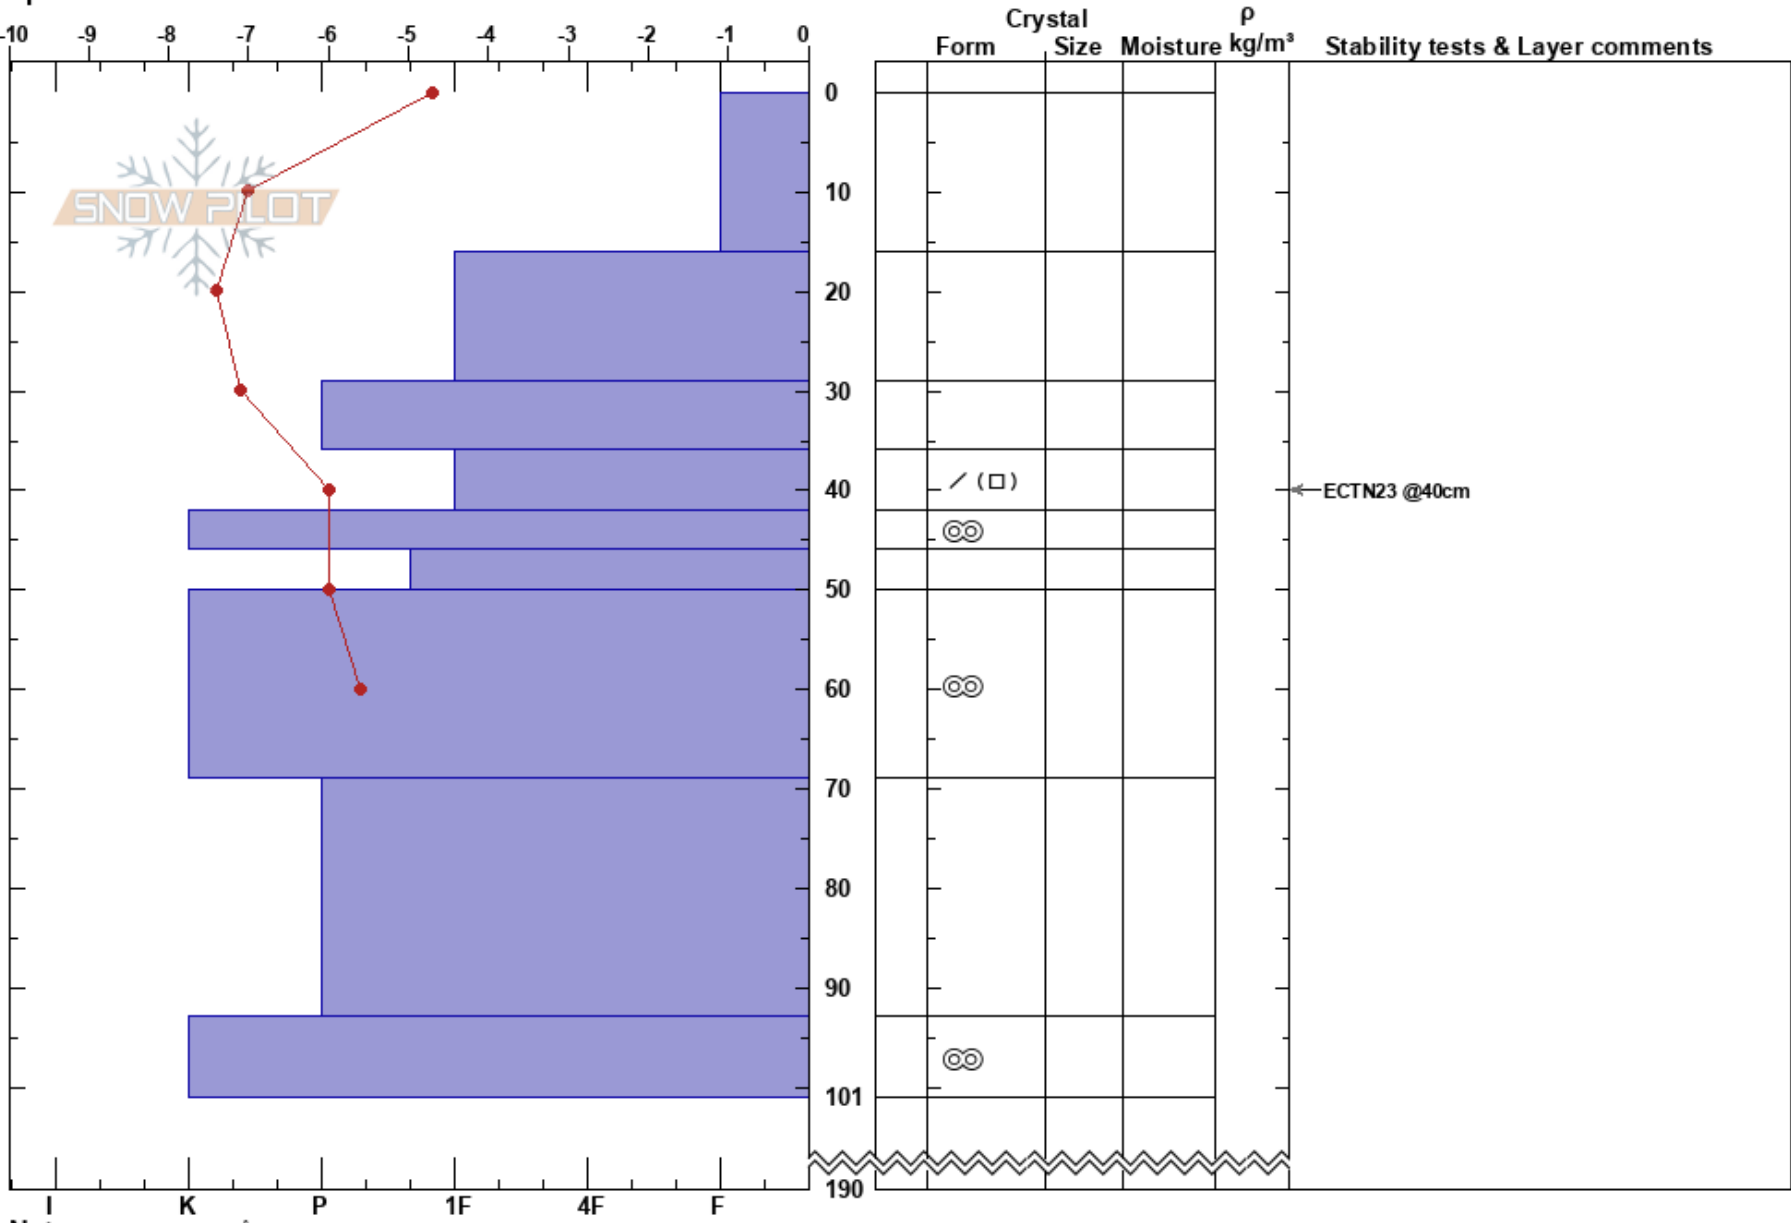 Crystal ρ
-10 -9 -8 -7 -6 -5 -4 -3 -2 -1 0 Form Size Moisture kg/m³ Stability tests & Layer comments
0
SNOW PILOT
10
20
30
40 ECTN23 @40cm
50
60
70
80
90
101
190
I K P 1F 4F F